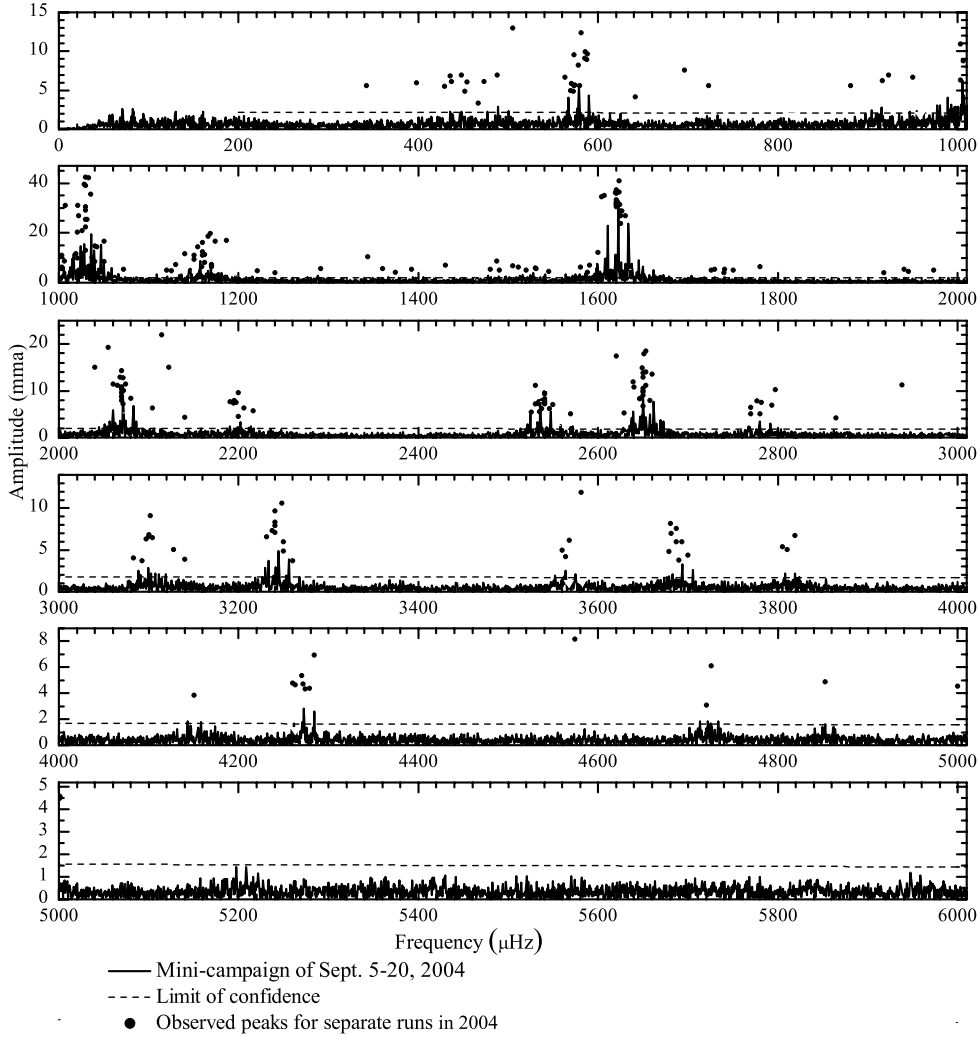 15
10
5
0
0 200 400 600 800 1000
40
20
0
1000 1200 1400 1600 1800 2000
20
10
0
2000 2200 2400 2600 2800 3000
Amplitude (mma)
10
5
0
3000 3200 3400 3600 3800 4000
8
6
4
2
0
4000 4200 4400 4600 4800 5000
5
4
3
2
1
0
5000 5200 5400 5600 5800 6000
Frequency (μHz)
Mini-campaign of Sept. 5-20, 2004
Limit of confidence
Observed peaks for separate runs in 2004